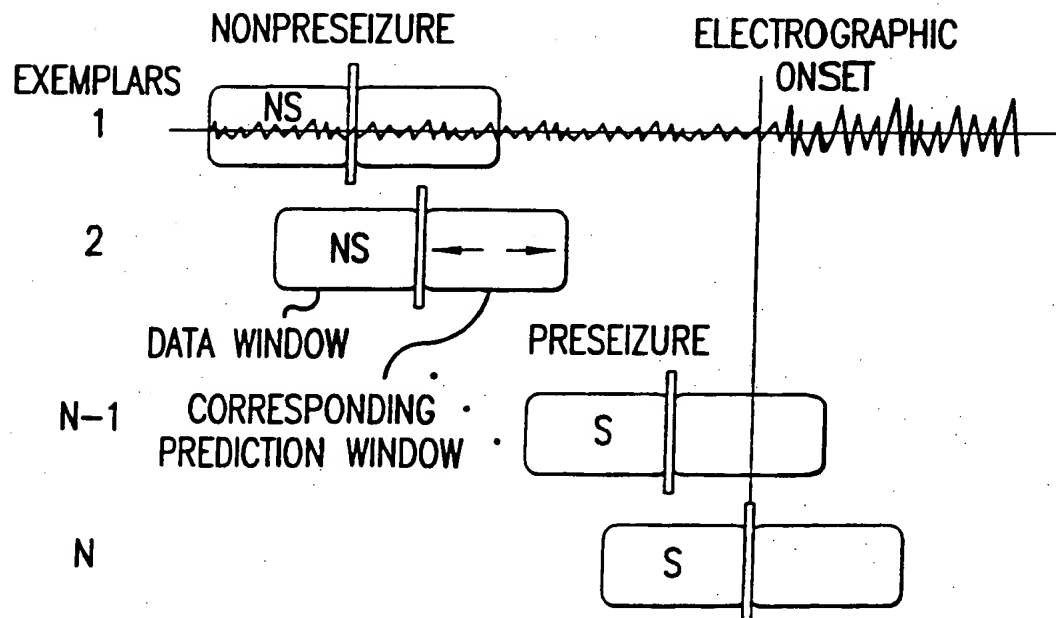 NONPRESEIZURE
ELECTROGRAPHIC
ONSET
EXEMPLARS
1
NS
2
NS
DATA WINDOW
PRESEIZURE
N-1
CORRESPONDING
PREDICTION WINDOW
S
N
S